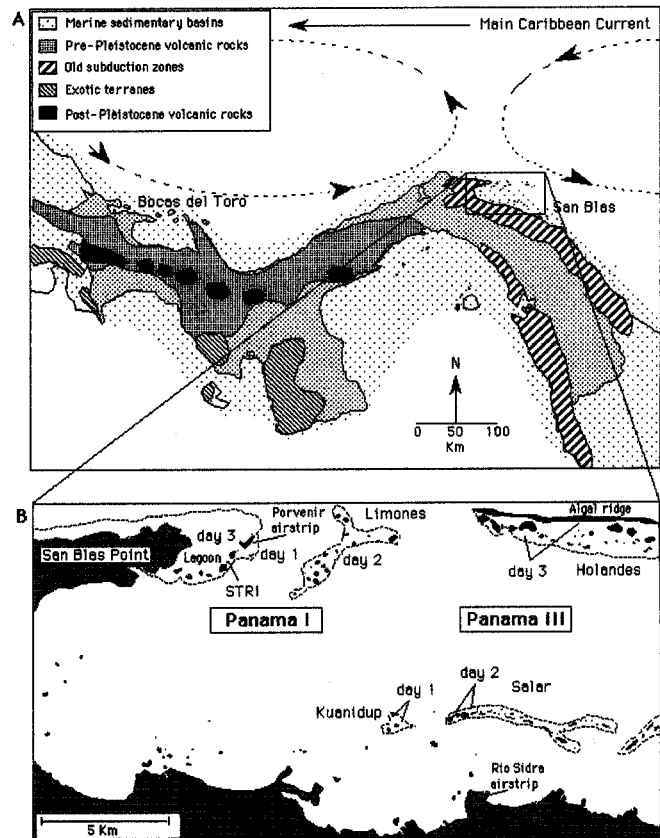 A
Marine sedimentary basins
Pre-Pleistocene volcanic rocks
Old subduction zones
Exotic terranes
Post-Pleistocene volcanic rocks
Main Caribbean Current
Bocas del Toro
San Blas
N
0 50 100
Km
B
San Blas Point
day 3
Porvenir
airstrip
Lagoon
day 1
STRI
Limones
day 2
Algal ridge
day 3
Holandes
Panama I
Panama III
Kuanidup
day 1
day 2
Salar
Rio Sidra
airstrip
5 Km